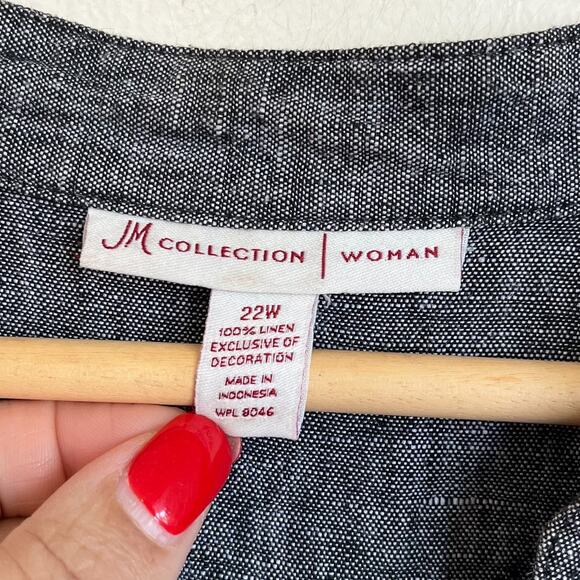 JM COLLECTION | WOMAN
22W
100% LINEN
EXCLUSIVE OF
DECORATION
MADE IN
INDONESIA
WPL 8046